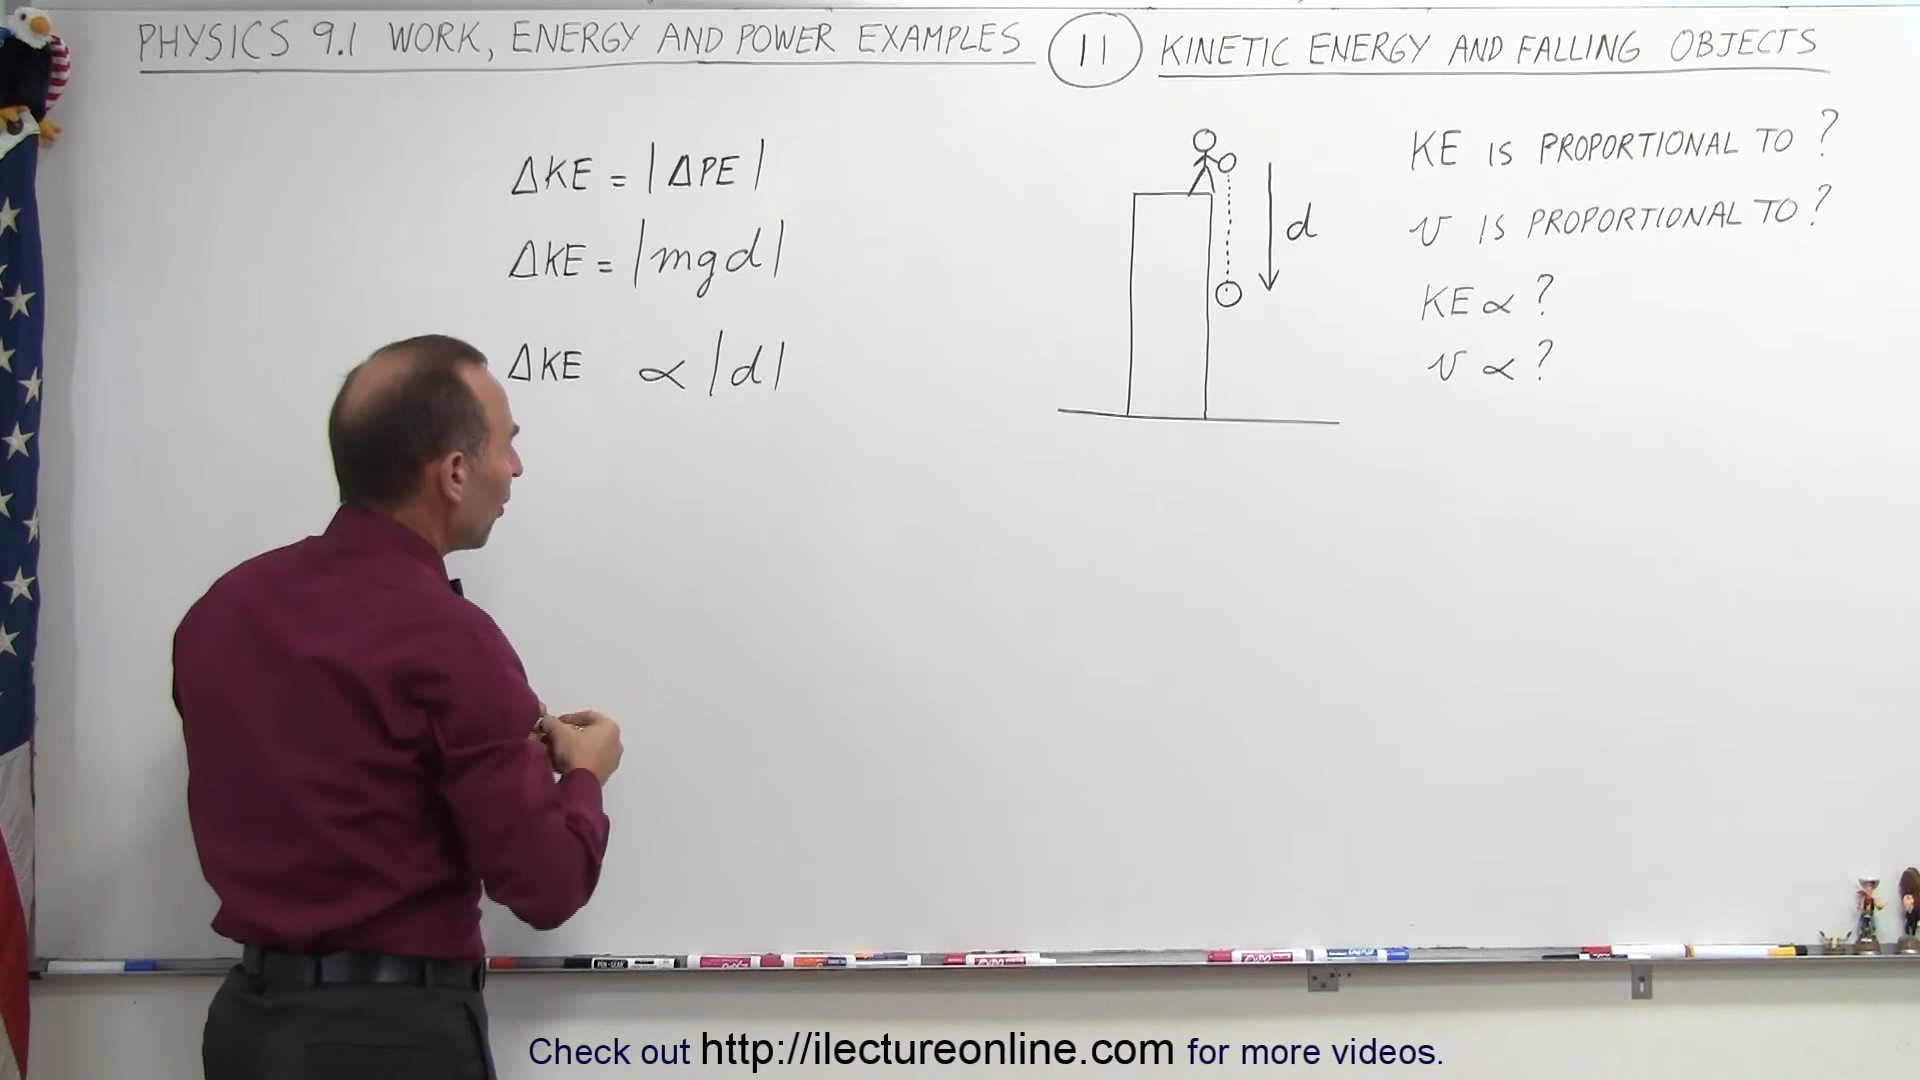 PHYSICS 9.1 WORK, ENERGY AND POWER EXAMPLES 11 KINETIC ENERGY AND FALLING OBJECTS
ΔKE = |ΔPE|
ΔKE = |mgd|
ΔKE ∝ |d|
d
KE IS PROPORTIONAL TO ?
v IS PROPORTIONAL TO ?
KE ∝ ?
v ∝ ?
EXPO
Check out http://ilectureonline.com for more videos.